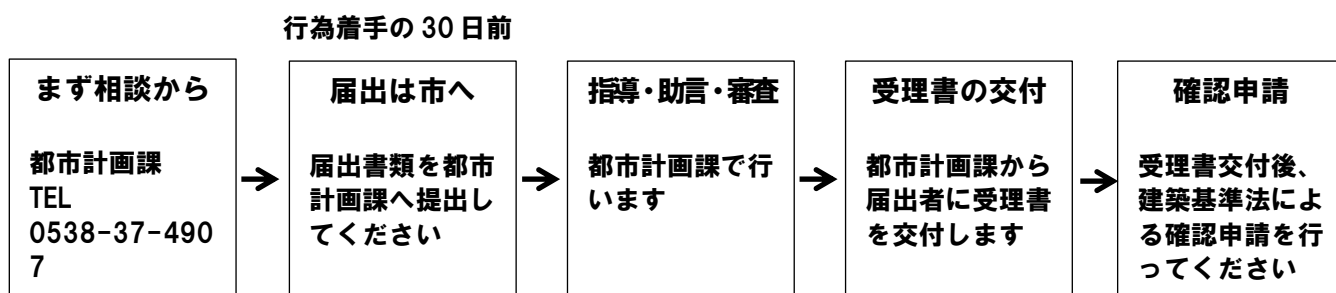 行為着手の 30 日前
まず相談から
都市計画課
TEL
0538-37-490
7
届出は市へ
届出書類を都市
計画課へ提出し
てください
指導・助言・審査
都市計画課で行
います
受理書の交付
都市計画課から
届出者に受理書
を交付します
確認申請
受理書交付後、
建築基準法によ
る確認申請を行
ってください